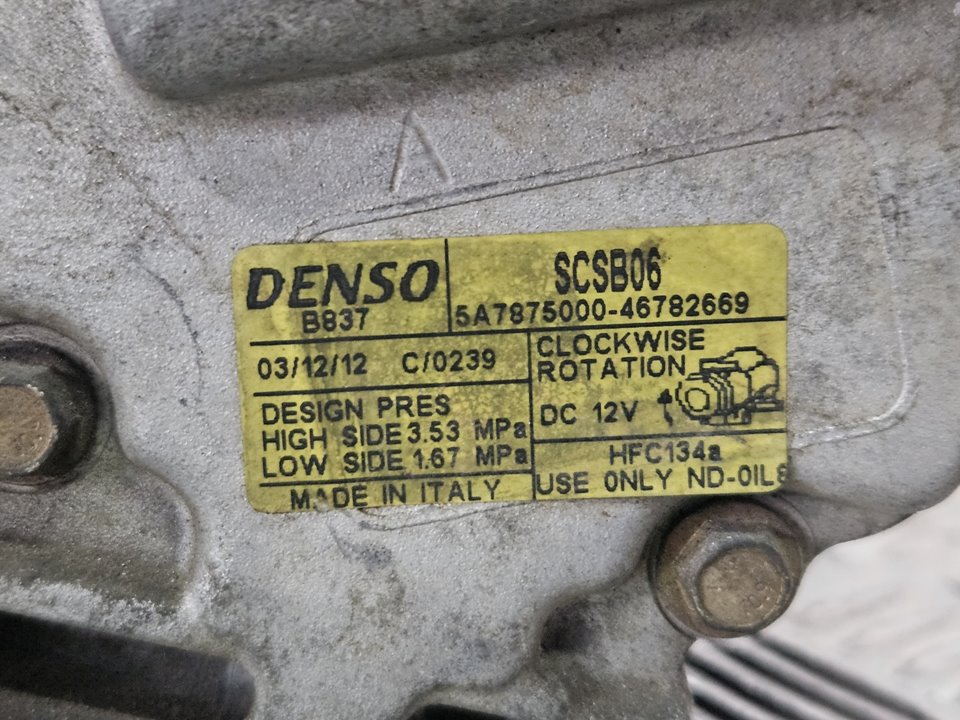 A
DENSO
B837
SCSB06
5A7875000-46782669
03/12/12 C/0239
CLOCKWISE
ROTATION
DC 12V
DESIGN PRES
HIGH SIDE 3.53 MPa
LOW SIDE 1.67 MPa
HFC134a
USE ONLY ND-OIL8
MADE IN ITALY